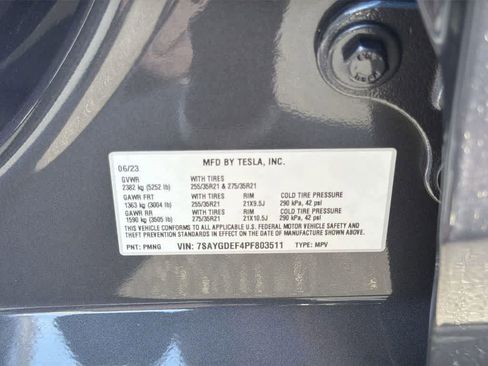 06/23 MFD BY TESLA, INC.
GVWR WITH TIRES
2382 kg (5252 lb) 255/35R21 & 275/35R21
GAWR FRT WITH TIRES RIM COLD TIRE PRESSURE
1363 kg (3004 lb) 255/35R21 21X9.5J 290 kPa, 42 psi
GAWR RR WITH TIRES RIM COLD TIRE PRESSURE
1590 kg (3505 lb) 275/35R21 21X10.5J 290 kPa, 42 psi
THIS VEHICLE CONFORMS TO ALL APPLICABLE U.S. FEDERAL MOTOR VEHICLE SAFETY AND
THEFT PREVENTION STANDARDS IN EFFECT ON THE DATE OF MANUFACTURE SHOWN ABOVE.
PNT: PMNG VIN: 7SAYGDEF4PF803511 TYPE: MPV